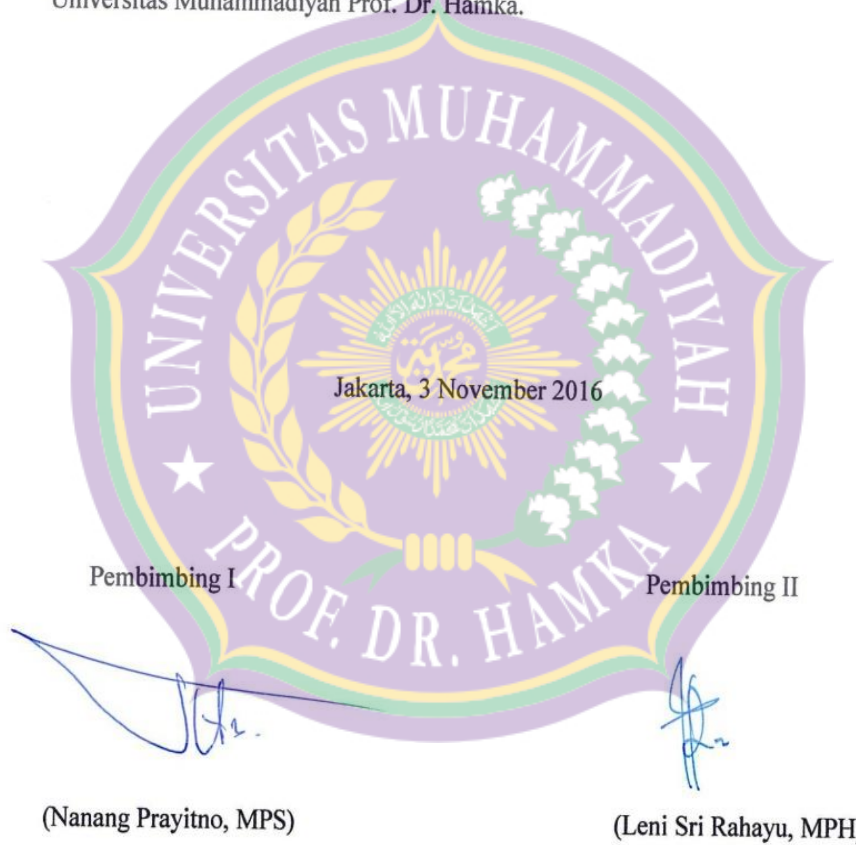 Universitas Muhammadiyah Prof. Dr. Hamka.
UNIVERSITAS MUHAMMADIYAH
Jakarta, 3 November 2016
PROF. DR. HAMKA
Pembimbing I
Pembimbing II
(Nanang Prayitno, MPS)
(Leni Sri Rahayu, MPH